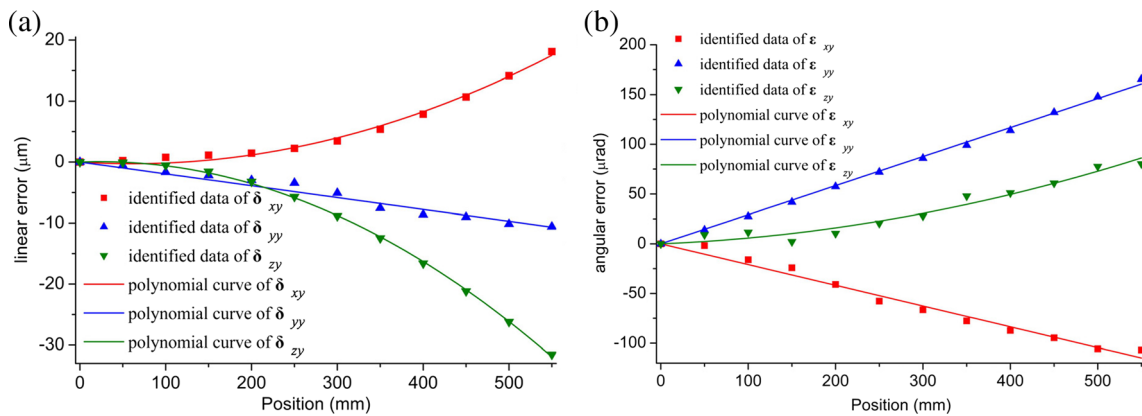 (a)
20
10
0
-10
-20
-30
linear error (μm)
identified data of δ xy
identified data of δ yy
identified data of δ zy
polynomial curve of δ xy
polynomial curve of δ yy
polynomial curve of δ zy
0 100 200 300 400 500
Position (mm)
(b)
200
150
100
50
0
-50
-100
angular error (μrad)
identified data of ε xy
identified data of ε yy
identified data of ε zy
polynomial curve of ε xy
polynomial curve of ε yy
polynomial curve of ε zy
0 100 200 300 400 500
Position (mm)